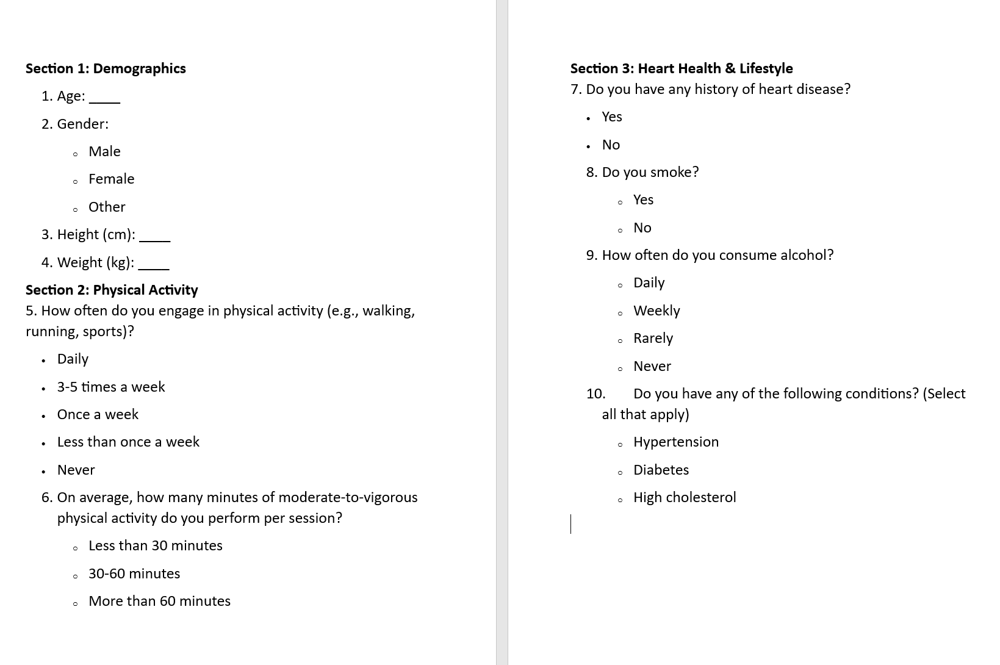 Section 1: Demographics
1. Age: ____
2. Gender:
○ Male
○ Female
○ Other
3. Height (cm): ____
4. Weight (kg): ____
Section 2: Physical Activity
5. How often do you engage in physical activity (e.g., walking,
running, sports)?
• Daily
• 3-5 times a week
• Once a week
• Less than once a week
• Never
6. On average, how many minutes of moderate-to-vigorous
physical activity do you perform per session?
○ Less than 30 minutes
○ 30-60 minutes
○ More than 60 minutes
Section 3: Heart Health & Lifestyle
7. Do you have any history of heart disease?
• Yes
• No
8. Do you smoke?
○ Yes
○ No
9. How often do you consume alcohol?
○ Daily
○ Weekly
○ Rarely
○ Never
10. Do you have any of the following conditions? (Select
all that apply)
○ Hypertension
○ Diabetes
○ High cholesterol